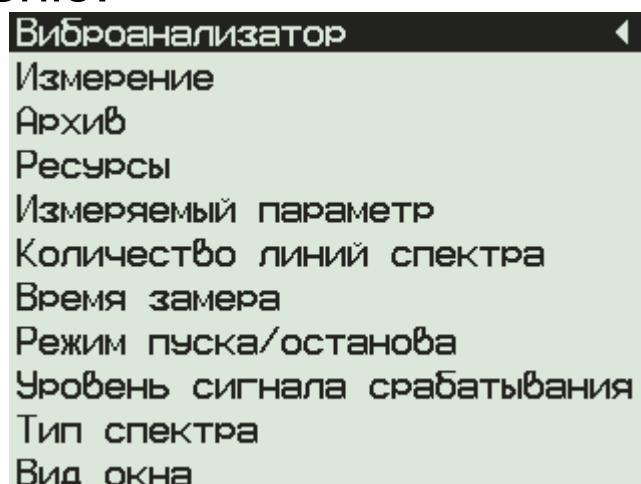 Виброанализатор
Измерение
Архив
Ресурсы
Измеряемый параметр
Количество линий спектра
Время замера
Режим пуска/останова
Уровень сигнала срабатывания
Тип спектра
Вид окна